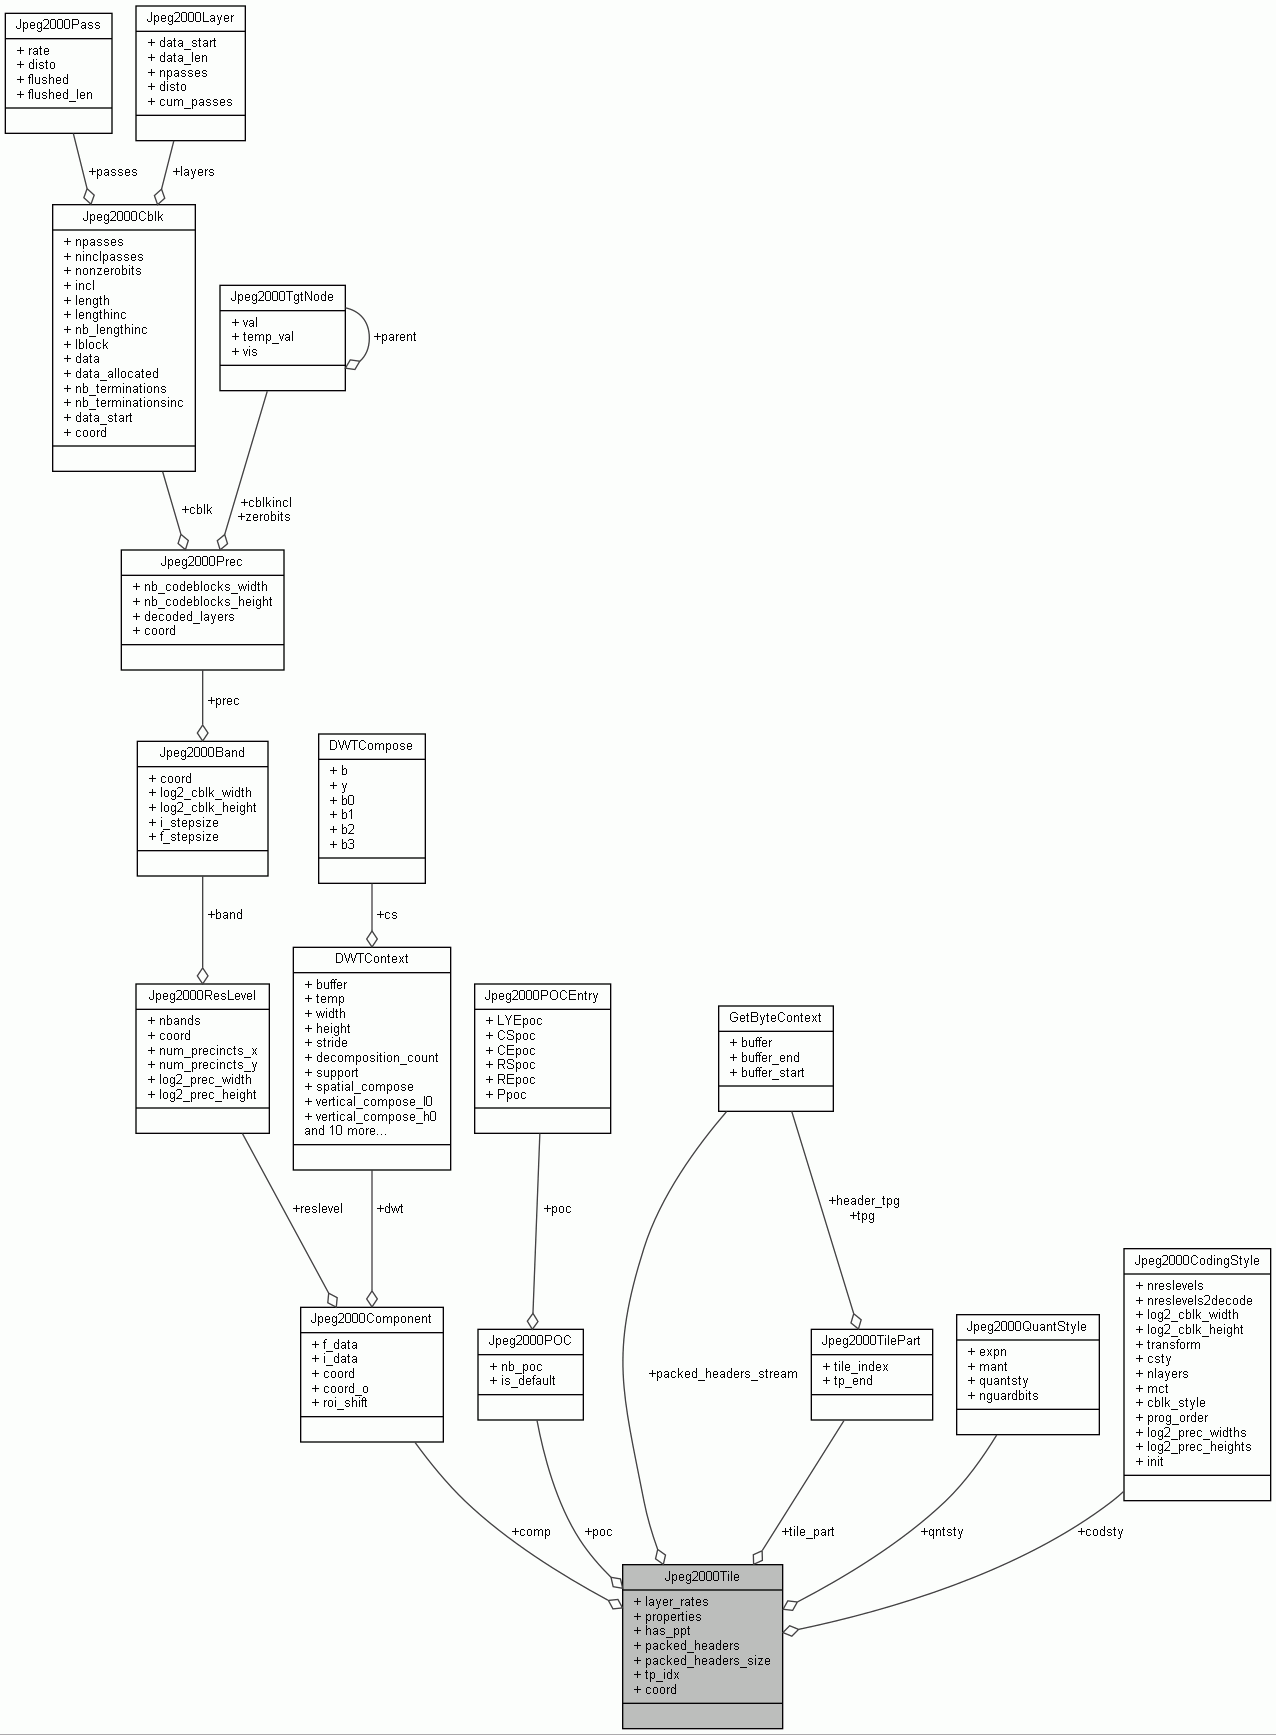 Jpeg2000Pass
+ rate
+ disto
+ flushed
+ flushed_len
Jpeg2000Layer
+ data_start
+ data_len
+ npasses
+ disto
+ cum_passes
+passes
+layers
Jpeg2000Cblk
+ npasses
+ ninclpasses
+ nonzerobits
+ incl
+ length
+ lengthinc
+ nb_lengthinc
+ lblock
+ data
+ data_allocated
+ nb_terminations
+ nb_terminationsinc
+ data_start
+ coord
Jpeg2000TgtNode
+ val
+ temp_val
+ vis
+parent
+cblk
+cblkincl
+zerobits
Jpeg2000Prec
+ nb_codeblocks_width
+ nb_codeblocks_height
+ decoded_layers
+ coord
+prec
Jpeg2000Band
+ coord
+ log2_cblk_width
+ log2_cblk_height
+ i_stepsize
+ f_stepsize
DWTCompose
+ b
+ y
+ b0
+ b1
+ b2
+ b3
+band
+cs
Jpeg2000ResLevel
+ nbands
+ coord
+ num_precincts_x
+ num_precincts_y
+ log2_prec_width
+ log2_prec_height
DWTContext
+ buffer
+ temp
+ width
+ height
+ stride
+ decomposition_count
+ support
+ spatial_compose
+ vertical_compose_l0
+ vertical_compose_h0
and 10 more...
Jpeg2000POCEntry
+ LYEpoc
+ CSpoc
+ CEpoc
+ RSpoc
+ REpoc
+ Ppoc
GetByteContext
+ buffer
+ buffer_end
+ buffer_start
+reslevel
+dwt
+poc
+header_tpg
+tpg
Jpeg2000Component
+ f_data
+ i_data
+ coord
+ coord_o
+ roi_shift
Jpeg2000POC
+ nb_poc
+ is_default
+packed_headers_stream
Jpeg2000TilePart
+ tile_index
+ tp_end
Jpeg2000QuantStyle
+ expn
+ mant
+ quantsty
+ nguardbits
Jpeg2000CodingStyle
+ nreslevels
+ nreslevels2decode
+ log2_cblk_width
+ log2_cblk_height
+ transform
+ csty
+ nlayers
+ mct
+ cblk_style
+ prog_order
+ log2_prec_widths
+ log2_prec_heights
+ init
+comp
+poc
+tile_part
+qntsty
+codsty
Jpeg2000Tile
+ layer_rates
+ properties
+ has_ppt
+ packed_headers
+ packed_headers_size
+ tp_idx
+ coord